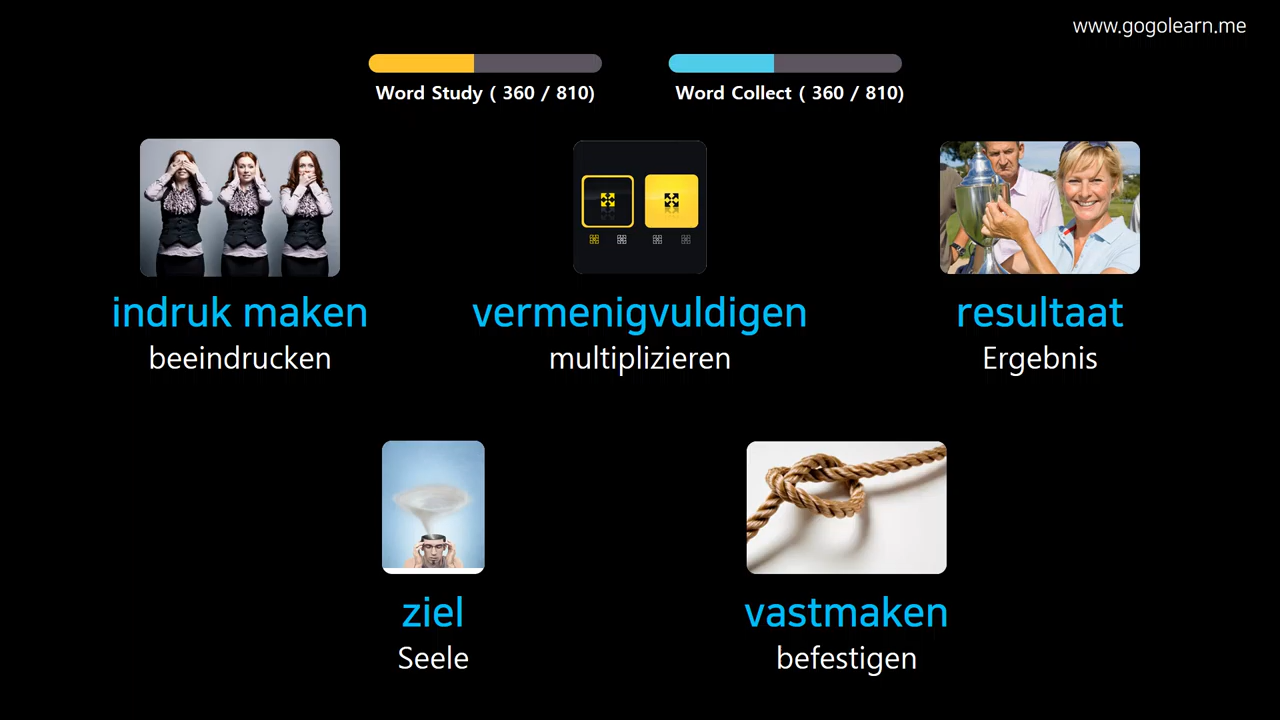 www.gogolearn.me
Word Study ( 360 / 810)
Word Collect ( 360 / 810)
indruk maken
beeindrucken
vermenigvuldigen
multiplizieren
resultaat
Ergebnis
ziel
Seele
vastmaken
befestigen